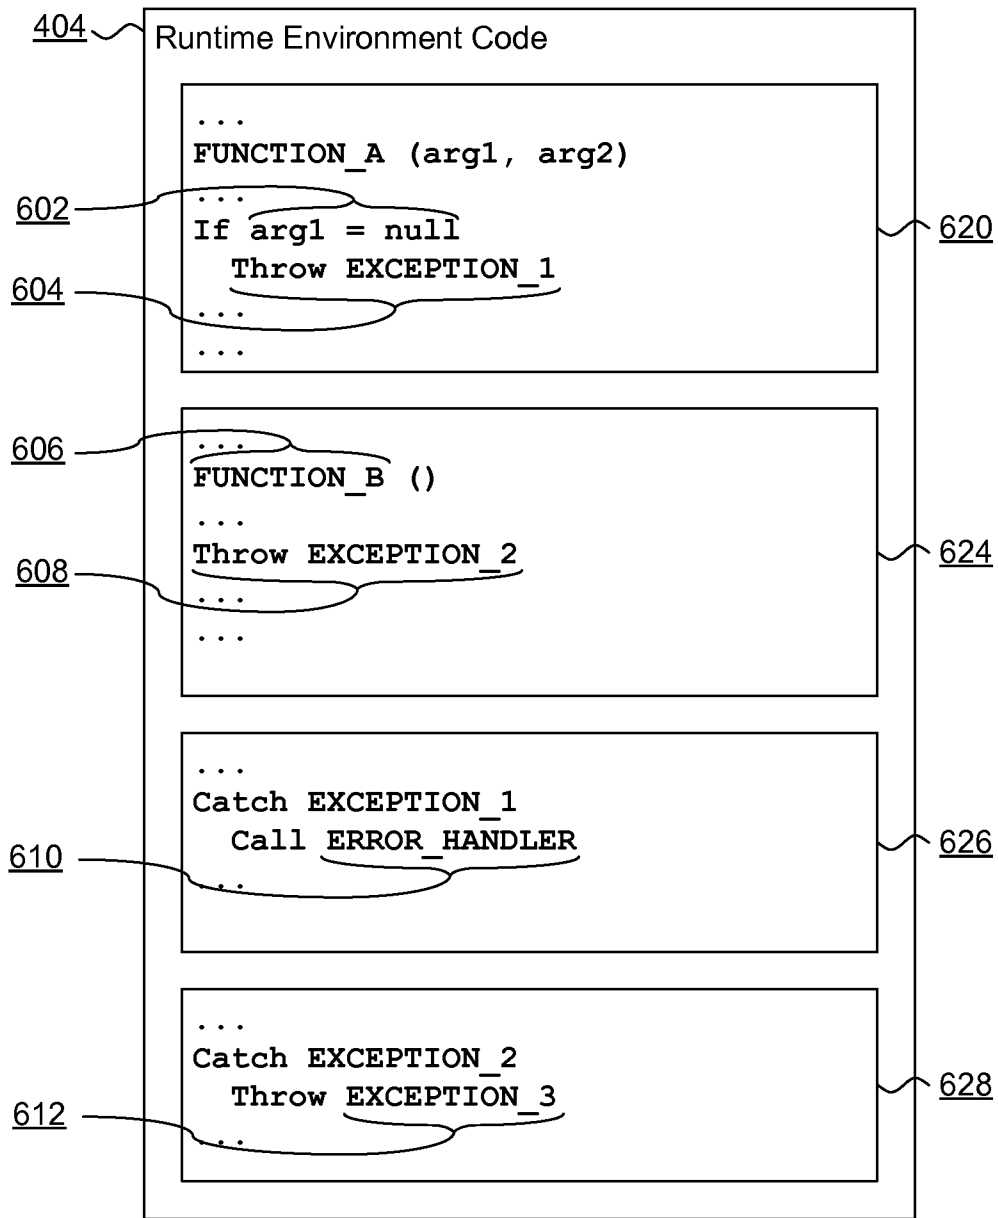 404
Runtime Environment Code
...
FUNCTION_A (arg1, arg2)
...
602
If arg1 = null
620
Throw EXCEPTION_1
604
...
...
...
606
FUNCTION_B ()
...
Throw EXCEPTION_2
624
608
...
...
...
Catch EXCEPTION_1
Call ERROR_HANDLER
626
610
...
...
Catch EXCEPTION_2
Throw EXCEPTION_3
628
612
...